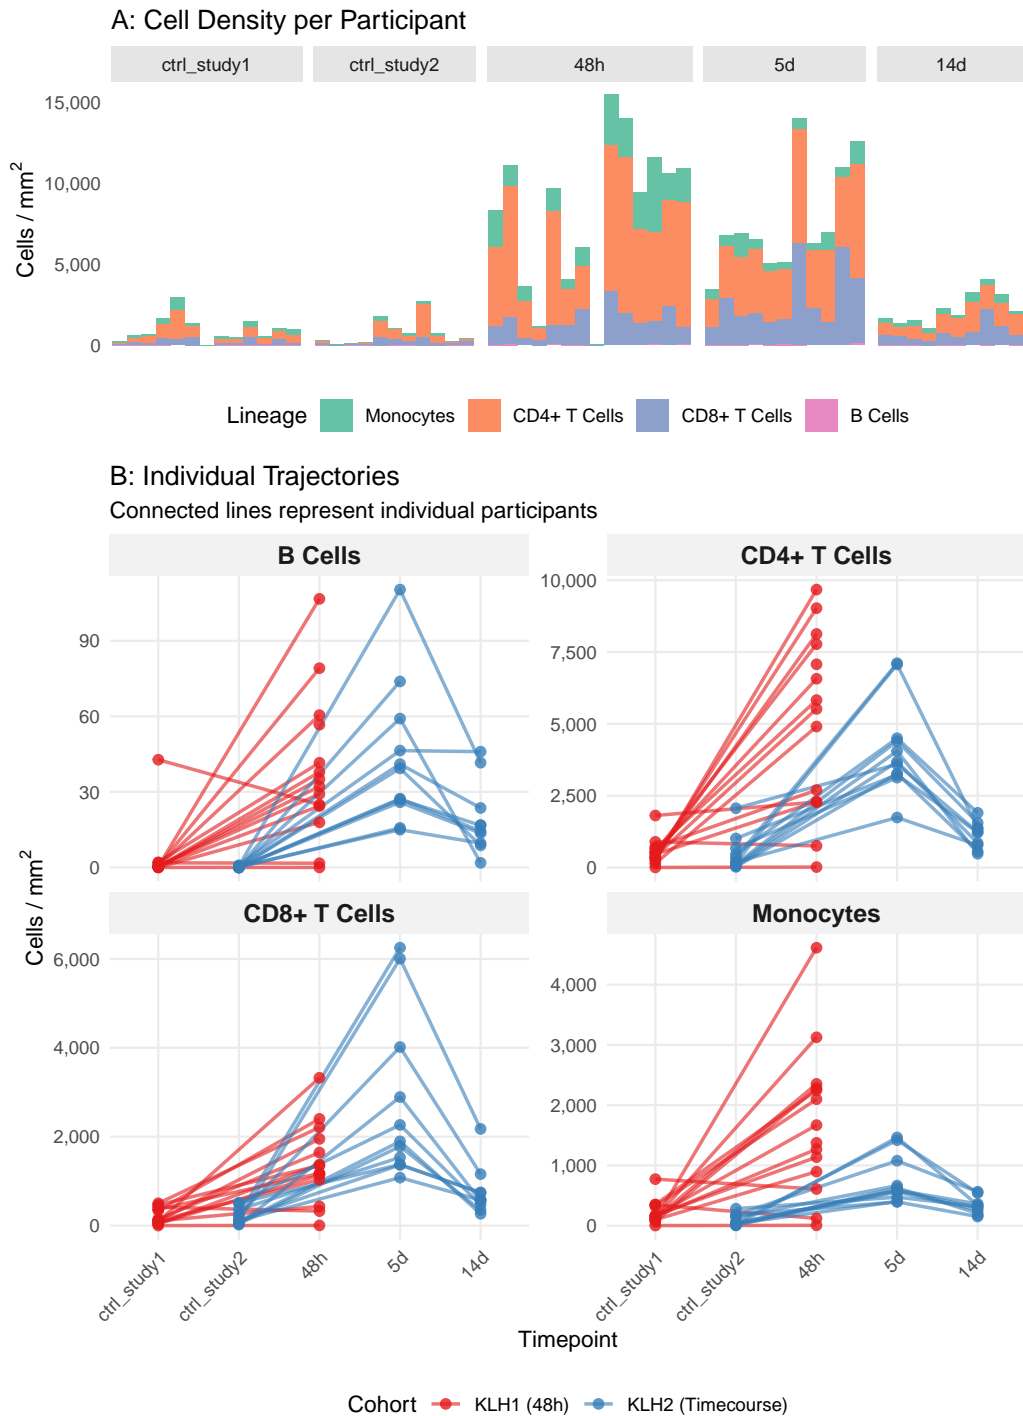 A: Cell Density per Participant
ctrl_study1 ctrl_study2 48h 5d 14d
15,000
10,000
5,000
0
Cells / mm²
Lineage Monocytes CD4+ T Cells CD8+ T Cells B Cells
B: Individual Trajectories
Connected lines represent individual participants
B Cells CD4+ T Cells
90
60
30
0
10,000
7,500
5,000
2,500
0
Cells / mm²
CD8+ T Cells Monocytes
6,000
4,000
2,000
0
4,000
3,000
2,000
1,000
0
ctrl_study1 ctrl_study2 48h 5d 14d ctrl_study1 ctrl_study2 48h 5d 14d
Timepoint
Cohort KLH1 (48h) KLH2 (Timecourse)